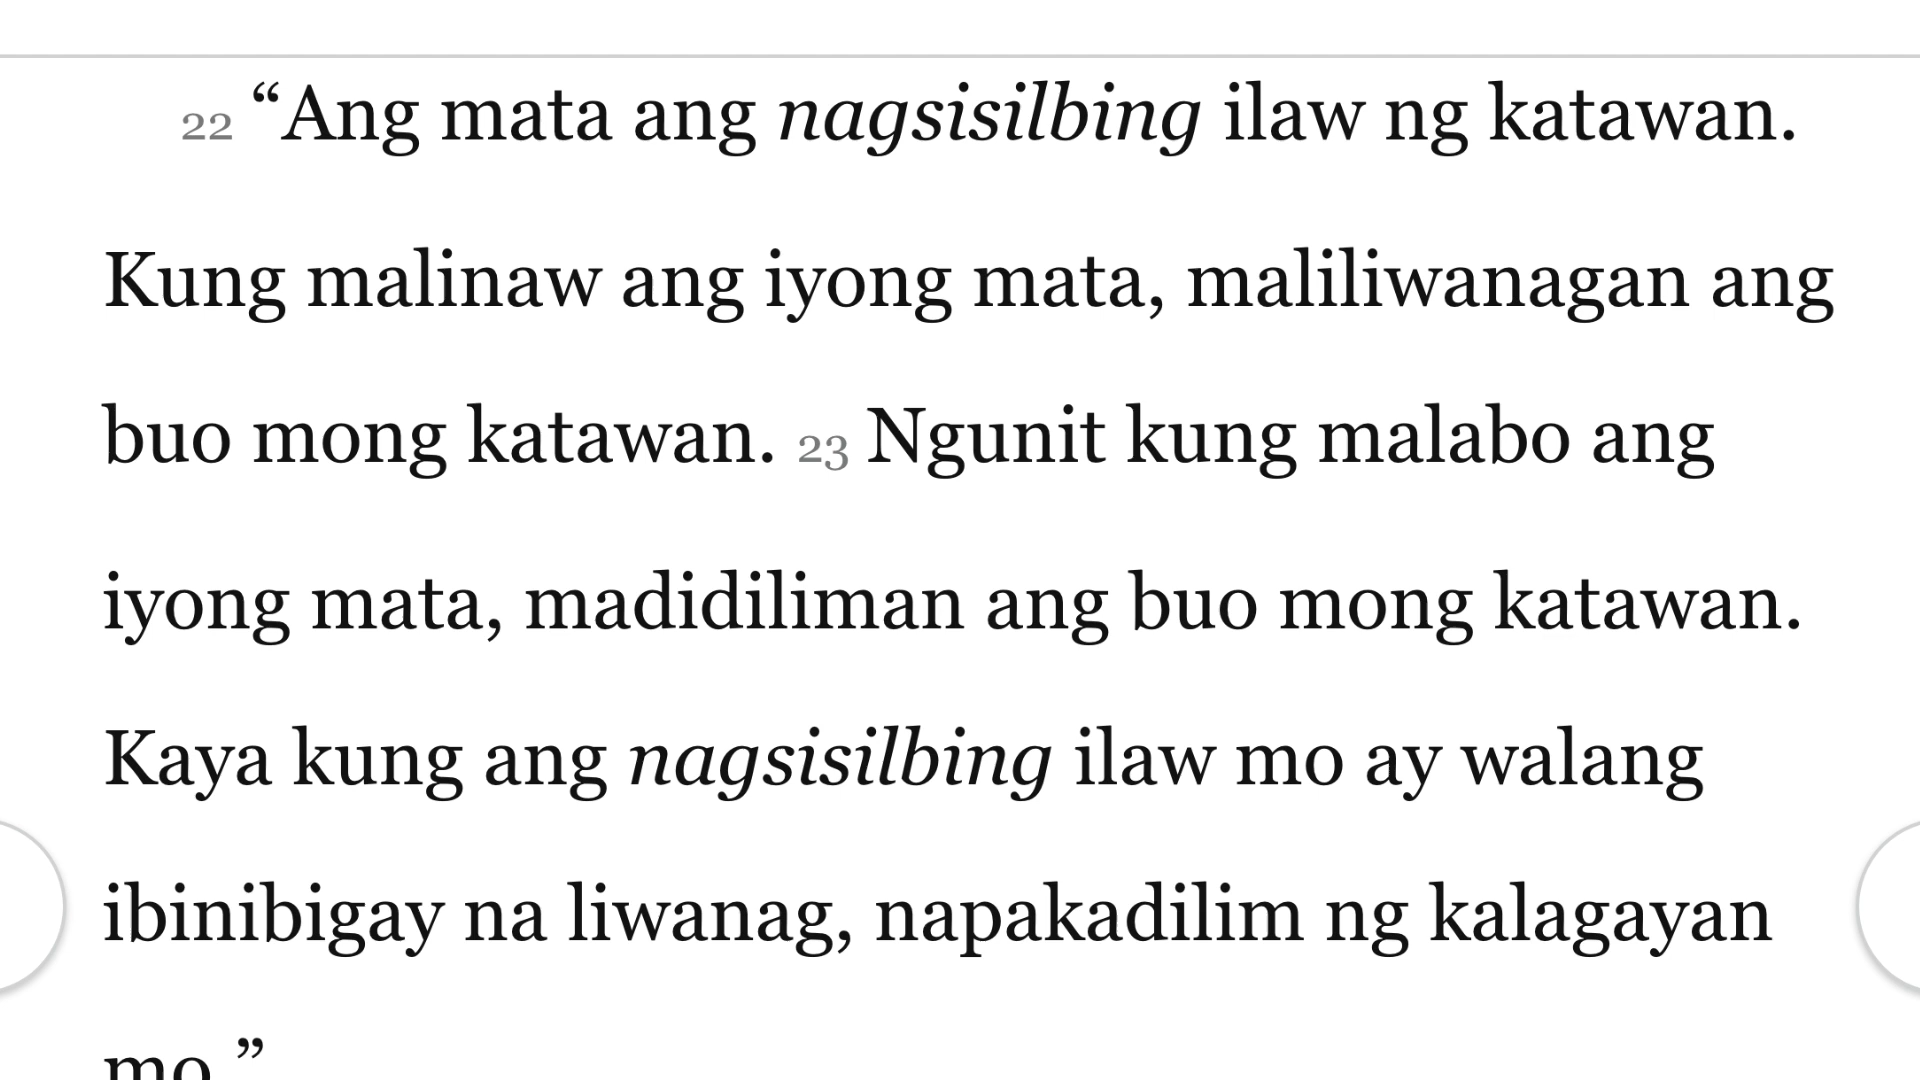 22 “Ang mata ang nagsisilbing ilaw ng katawan.
Kung malinaw ang iyong mata, maliliwanagan ang
buo mong katawan. 23 Ngunit kung malabo ang
iyong mata, madidiliman ang buo mong katawan.
Kaya kung ang nagsisilbing ilaw mo ay walang
ibinibigay na liwanag, napakadilim ng kalagayan
mo.”